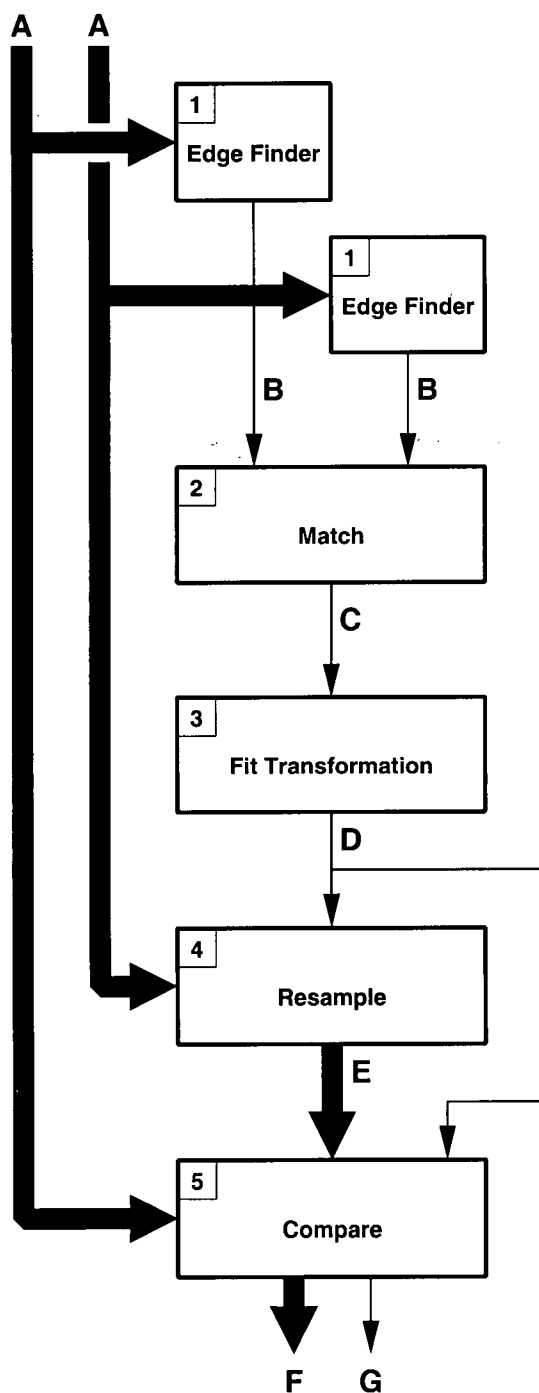 A A
1
Edge Finder
1
Edge Finder
B B
2
Match
C
3
Fit Transformation
D
4
Resample
E
5
Compare
F G